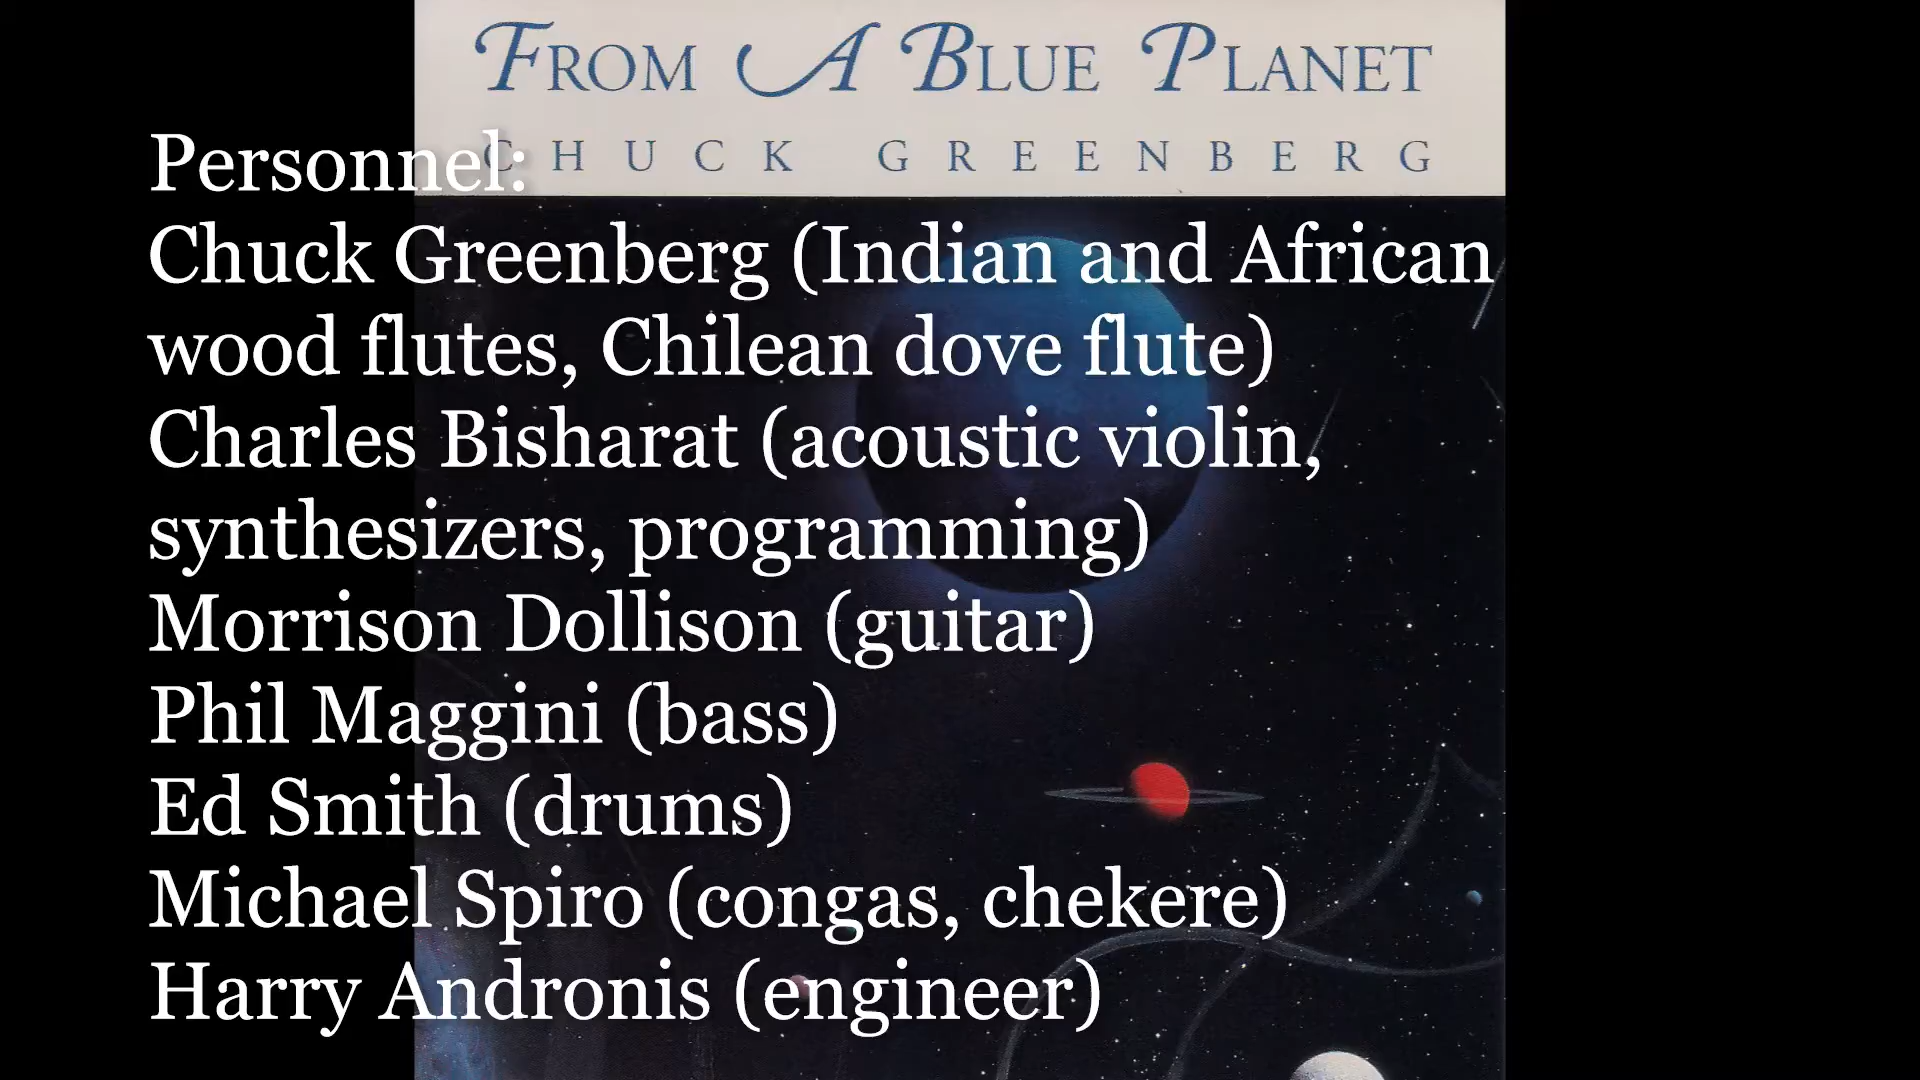 FROM A BLUE PLANET
CHUCK GREENBERG
Personnel:
Chuck Greenberg (Indian and African
wood flutes, Chilean dove flute)
Charles Bisharat (acoustic violin,
synthesizers, programming)
Morrison Dollison (guitar)
Phil Maggini (bass)
Ed Smith (drums)
Michael Spiro (congas, chekere)
Harry Andronis (engineer)